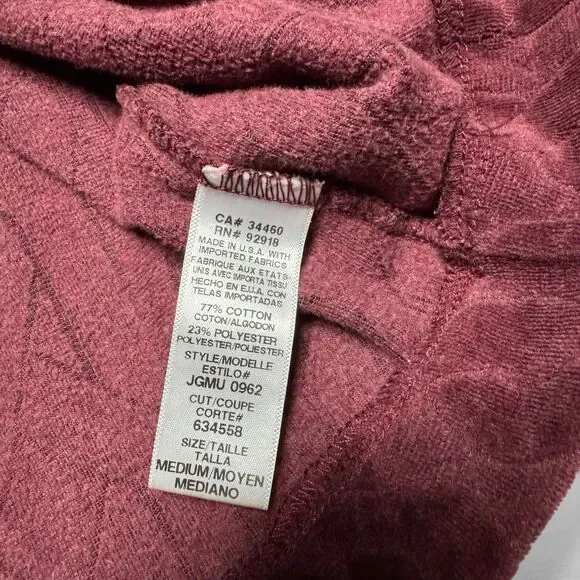 CA# 34460
RN# 92918
MADE IN U.S.A. WITH
IMPORTED FABRICS
FABRIQUE AUX ETATS-
UNIS AVEC IMPORTA TISSU
HECHO EN E.U.A. CON
TELAS IMPORTADAS
77% COTTON
COTON/ALGODON
23% POLYESTER
POLYESTER/POLIESTER
STYLE/MODELLE
ESTILO#
JGMU 0962
CUT/COUPE
CORTE#
634558
SIZE/TAILLE
TALLA
MEDIUM/MOYEN
MEDIANO